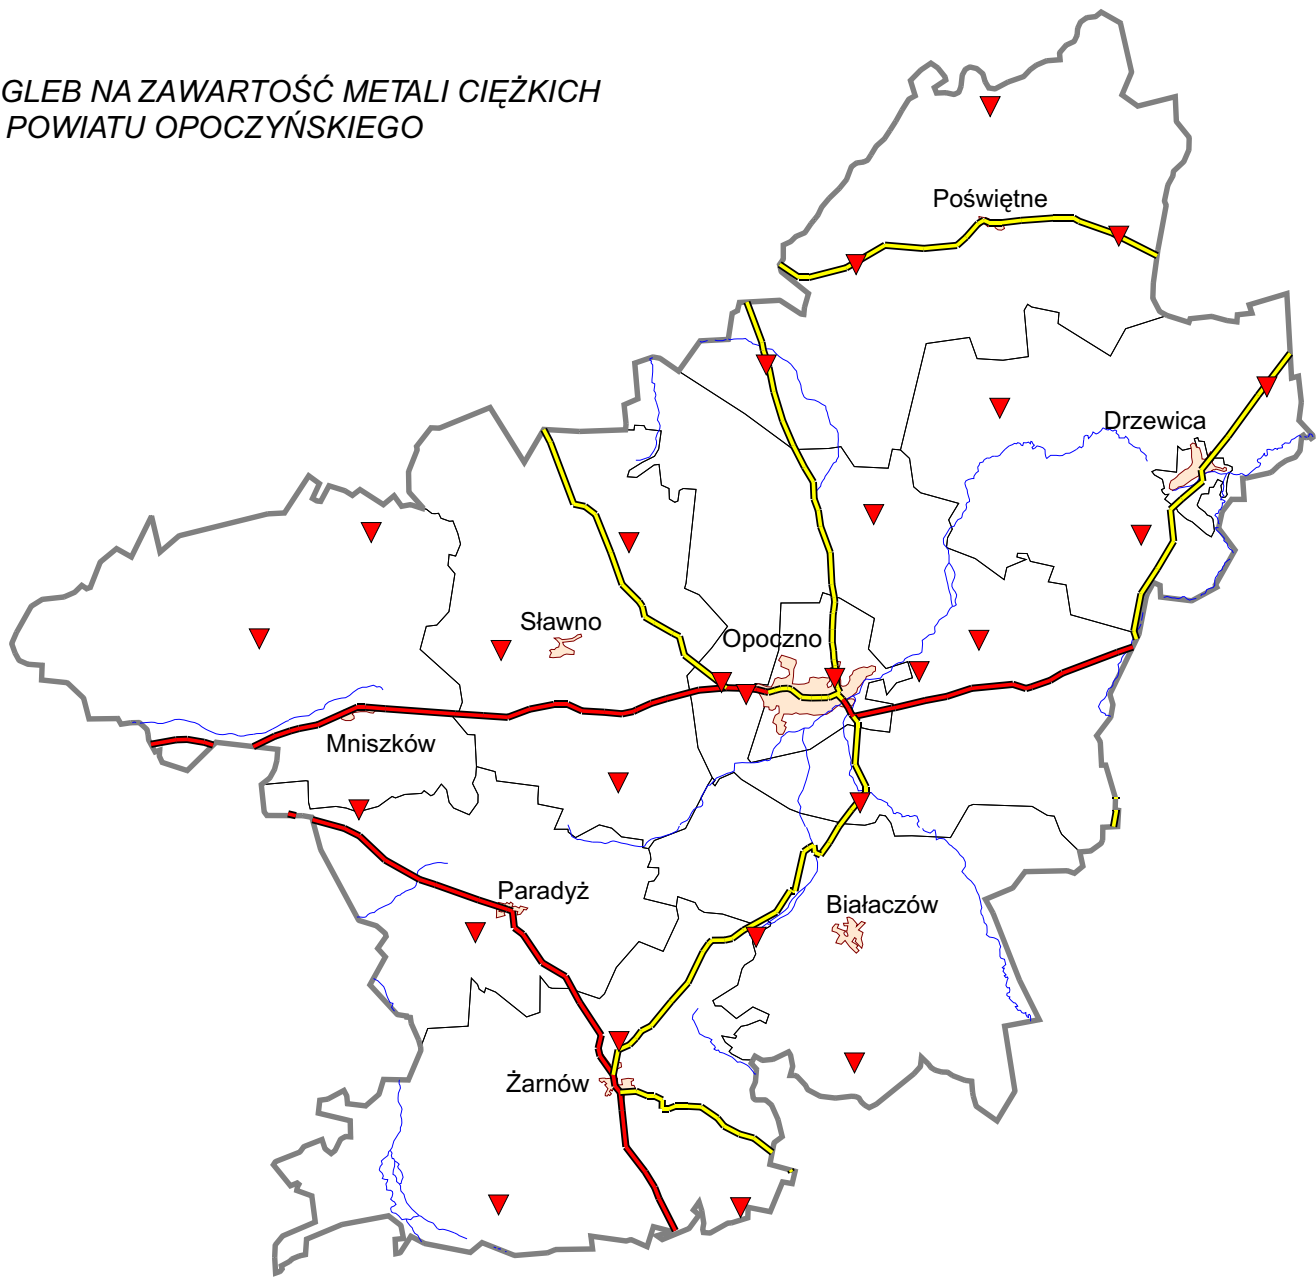 GLEB NA ZAWARTOŚĆ METALI CIĘŻKICH
POWIATU OPOCZYŃSKIEGO
Poświętne
Drzewica
Sławno
Opoczno
Mniszków
Paradyż
Białaczów
Żarnów